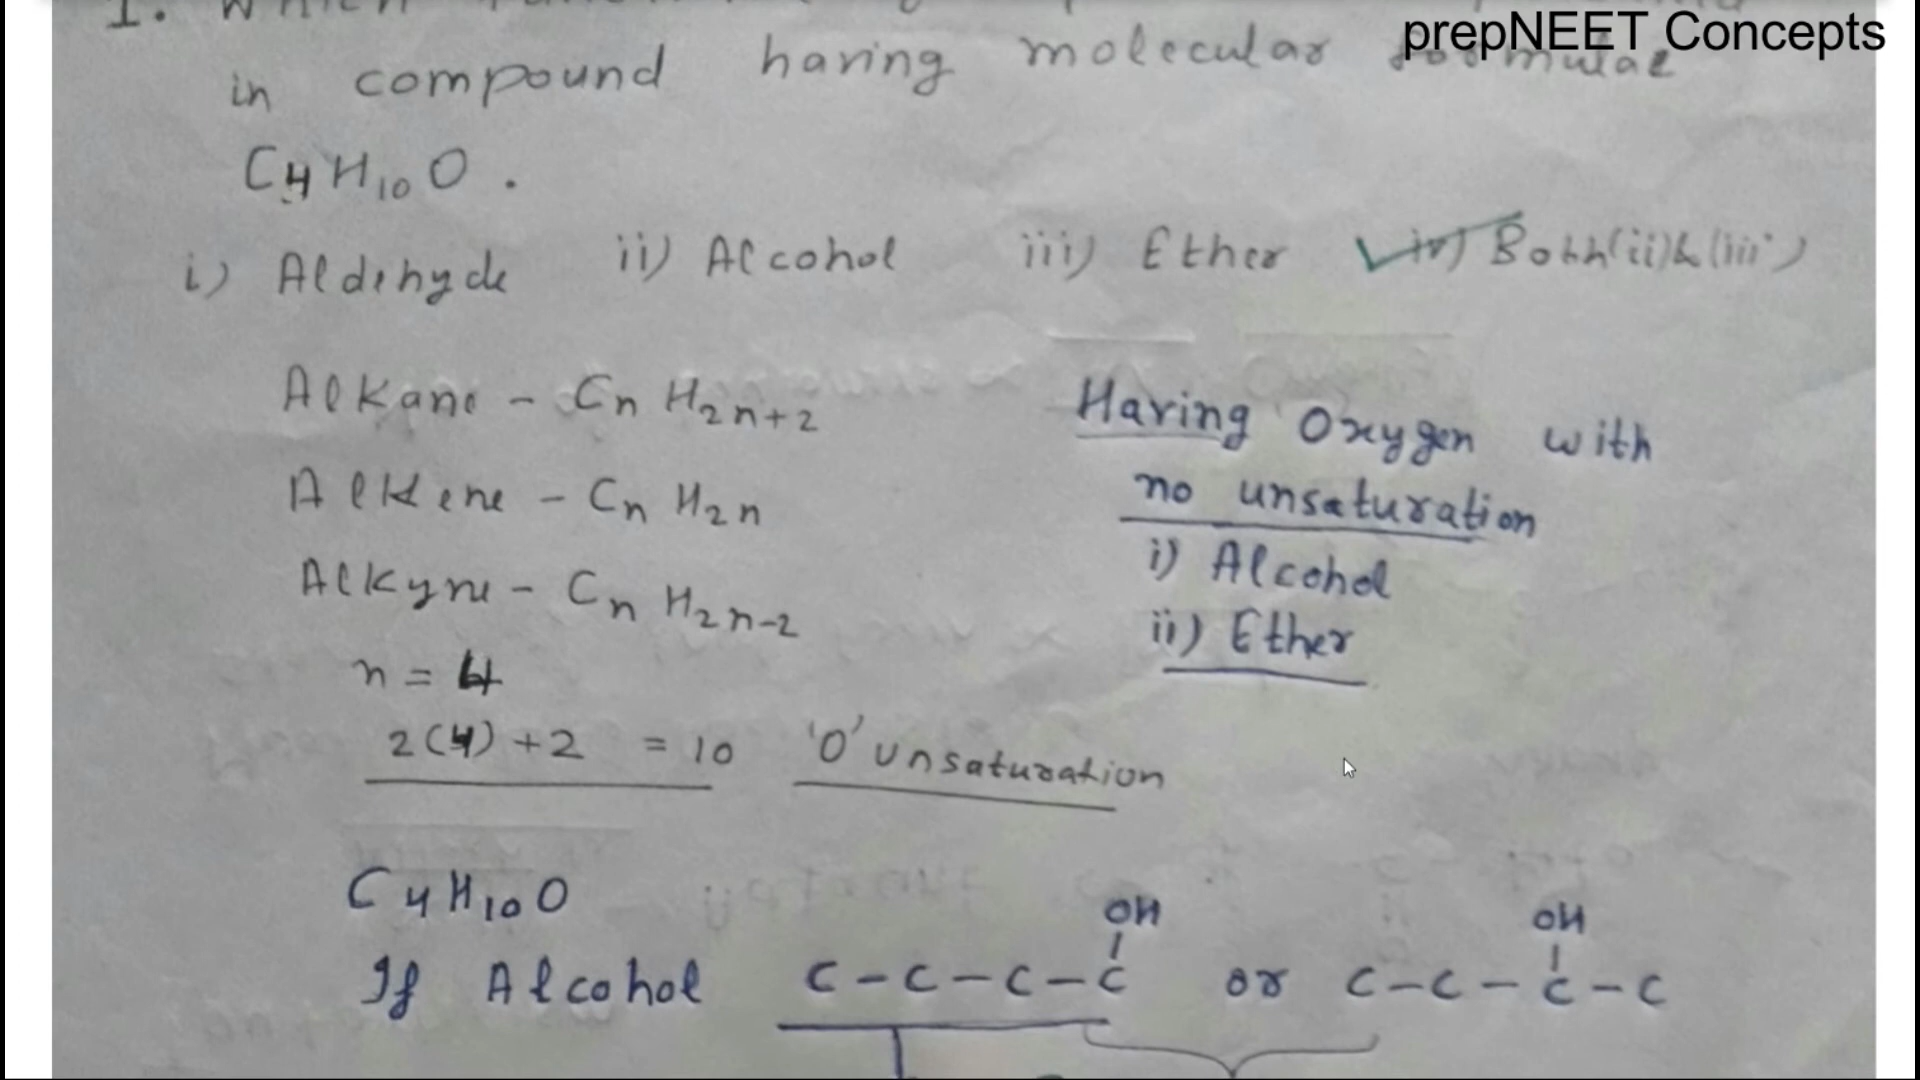 prepNEET Concepts
in compound having molecular
C4H10O.
i) Aldehyde ii) Alcohol iii) Ether iv) Both(ii)&(iii)
Alkane - CnH2n+2
Alkene - CnH2n
Alkyne - CnH2n-2
n = 4
2(4)+2 = 10 'O' unsaturation
Having Oxygen with
no unsaturation
i) Alcohol
ii) Ether
C4H10O
OH OH
If Alcohol C-C-C-C or C-C-C-C